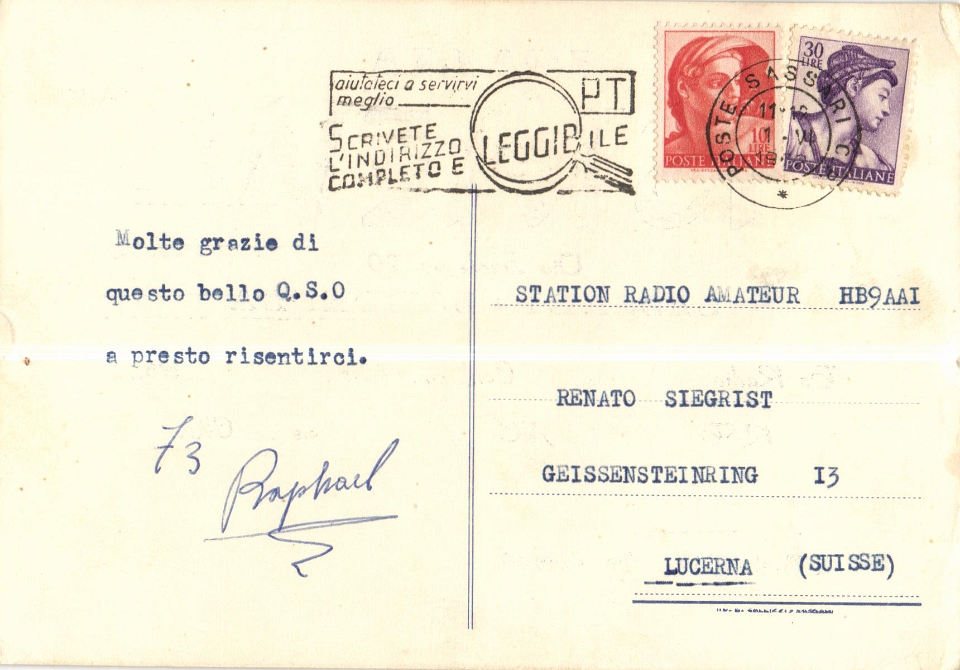 aiutateci a servirvi
meglio
PT
SCRIVETE
L'INDIRIZZO
COMPLETO E
LEGGIBILE
10
LIRE
POSTE ITALIANE
30
LIRE
POSTE ITALIANE
POSTE SASSARI C.
Molte grazie di
questo bello Q.S.O
a presto risentirci.
73
Raphael
STATION RADIO AMATEUR HB9AAI
RENATO SIEGRIST
GEISSENSTEINRING I3
LUCERNA (SUISSE)